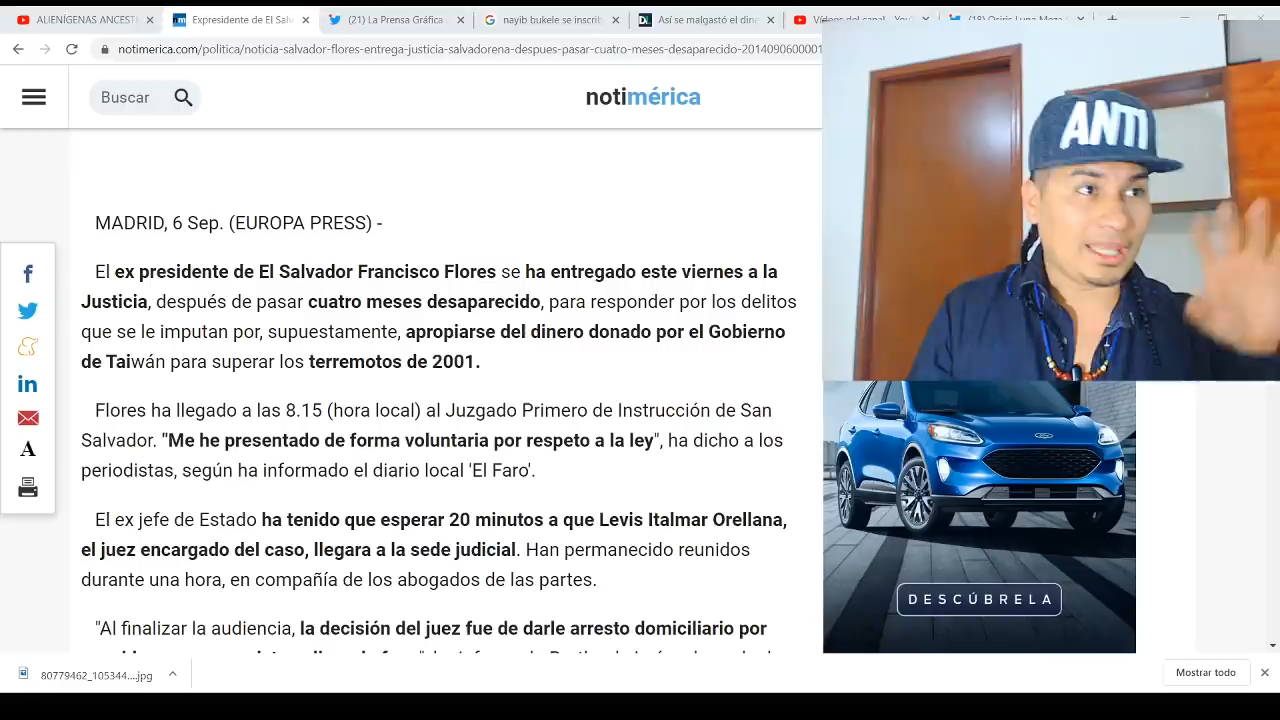 ALIENÍGENAS ANCEST
Expresidente de El Salv
(21) La Prensa Gráfica
nayib bukele se inscrib
Así se malgastó el dine
Vídeos del canal - You
(18) Osiris Luna Meza
notimerica.com/politica/noticia-salvador-flores-entrega-justicia-salvadorena-despues-pasar-cuatro-meses-desaparecido-2014090600001
Buscar
notimérica
ANTI
MADRID, 6 Sep. (EUROPA PRESS) -
El ex presidente de El Salvador Francisco Flores se ha entregado este viernes a la
Justicia, después de pasar cuatro meses desaparecido, para responder por los delitos
que se le imputan por, supuestamente, apropiarse del dinero donado por el Gobierno
de Taiwán para superar los terremotos de 2001.
Flores ha llegado a las 8.15 (hora local) al Juzgado Primero de Instrucción de San
Salvador. "Me he presentado de forma voluntaria por respeto a la ley", ha dicho a los
periodistas, según ha informado el diario local 'El Faro'.
El ex jefe de Estado ha tenido que esperar 20 minutos a que Levis Italmar Orellana,
el juez encargado del caso, llegara a la sede judicial. Han permanecido reunidos
durante una hora, en compañía de los abogados de las partes.
"Al finalizar la audiencia, la decisión del juez fue de darle arresto domiciliario por
DESCÚBRELA
80779462_105344....jpg
Mostrar todo